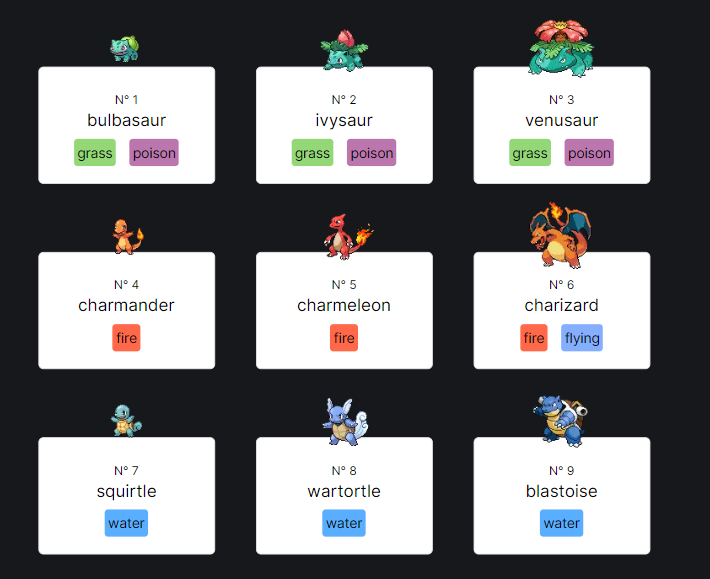 N° 1
bulbasaur
grass poison
N° 2
ivysaur
grass poison
N° 3
venusaur
grass poison
N° 4
charmander
fire
N° 5
charmeleon
fire
N° 6
charizard
fire flying
N° 7
squirtle
water
N° 8
wartortle
water
N° 9
blastoise
water